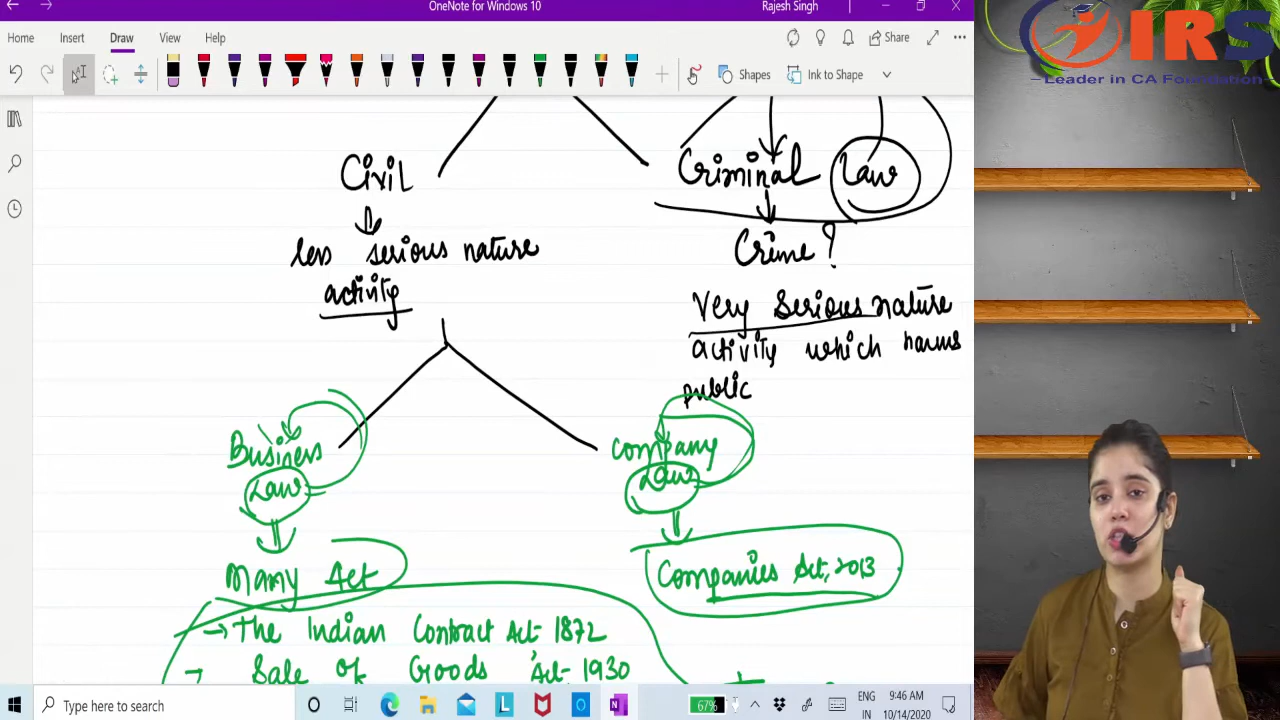 OneNote for Windows 10
Rajesh Singh
Home Insert Draw View Help
Share
Shapes
Ink to Shape
IRS
Leader in CA Foundation
Civil
Criminal Law
less serious nature
activity
Crime?
Very Serious nature
activity which harms
public
Business
Law
Company
Law
Many Act
Companies Act, 2013
→ The Indian Contract Act- 1872
→ Sale of Goods Act- 1930
Type here to search
67%
ENG
IN
9:46 AM
10/14/2020